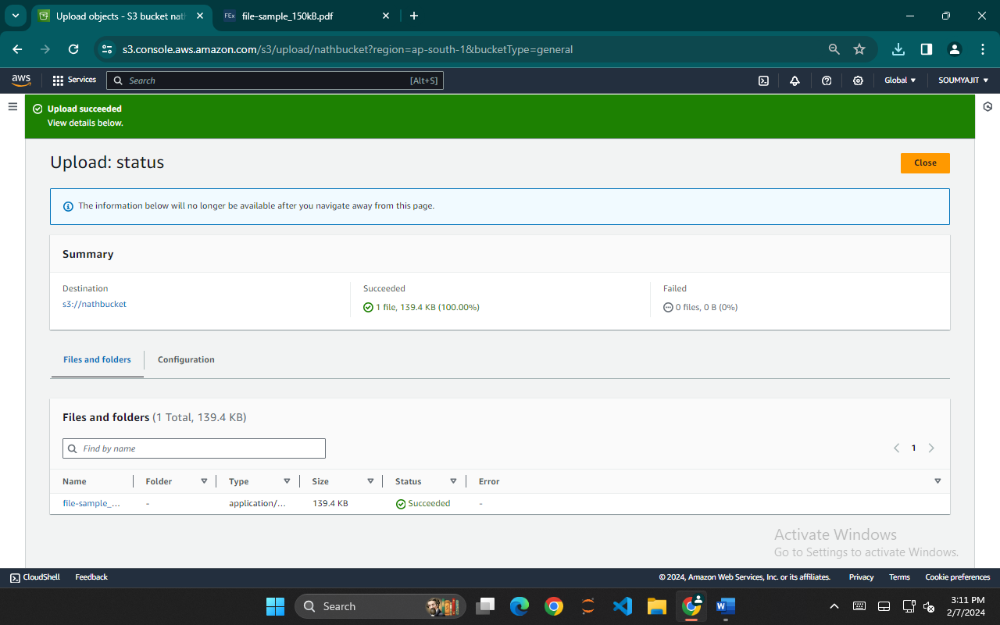 Upload objects - S3 bucket nath
FEx
file-sample_150kB.pdf
s3.console.aws.amazon.com/s3/upload/nathbucket?region=ap-south-1&bucketType=general
aws
Services
Search
[Alt+S]
Global
SOUMYAJIT
Upload succeeded
View details below.
Upload: status
Close
The information below will no longer be available after you navigate away from this page.
Summary
Destination
s3://nathbucket
Succeeded
1 file, 139.4 KB (100.00%)
Failed
0 files, 0 B (0%)
Files and folders
Configuration
Files and folders (1 Total, 139.4 KB)
Find by name
1
Name Folder Type Size Status Error
file-sample_... - application/... 139.4 KB Succeeded -
Activate Windows
Go to Settings to activate Windows.
CloudShell
Feedback
© 2024, Amazon Web Services, Inc. or its affiliates.
Privacy
Terms
Cookie preferences
Search
3:11 PM
2/7/2024